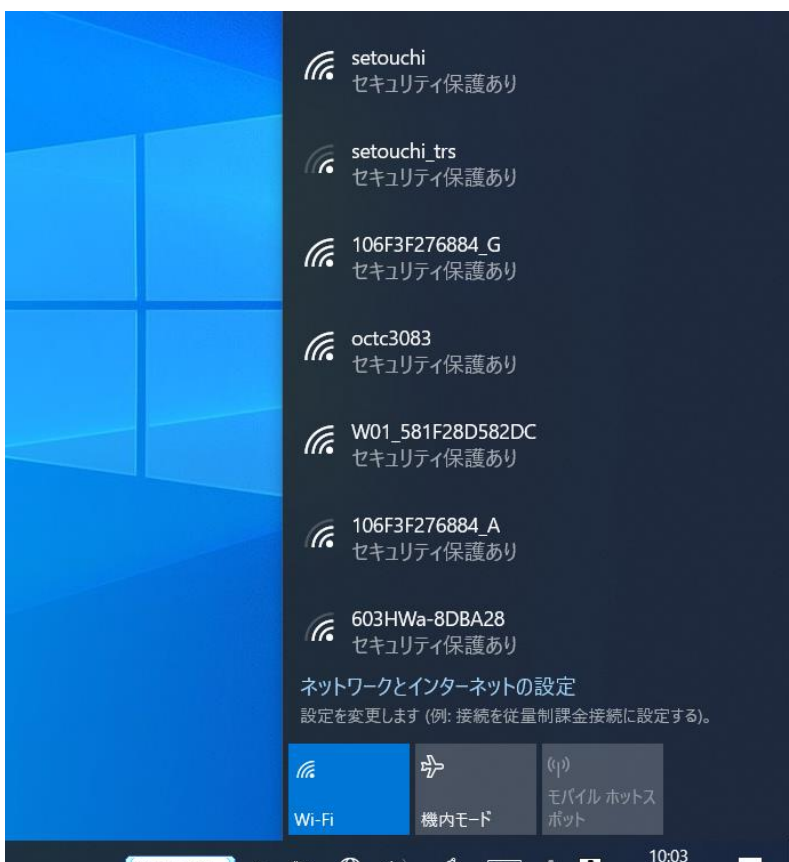 setouchi
セキュリティ保護あり
setouchi_trs
セキュリティ保護あり
106F3F276884_G
セキュリティ保護あり
octc3083
セキュリティ保護あり
W01_581F28D582DC
セキュリティ保護あり
106F3F276884_A
セキュリティ保護あり
603HWa-8DBA28
セキュリティ保護あり
ネットワークとインターネットの設定
設定を変更します (例: 接続を従量制課金接続に設定する)。
Wi-Fi
機内モード
モバイル ホットス
ポット
10:03